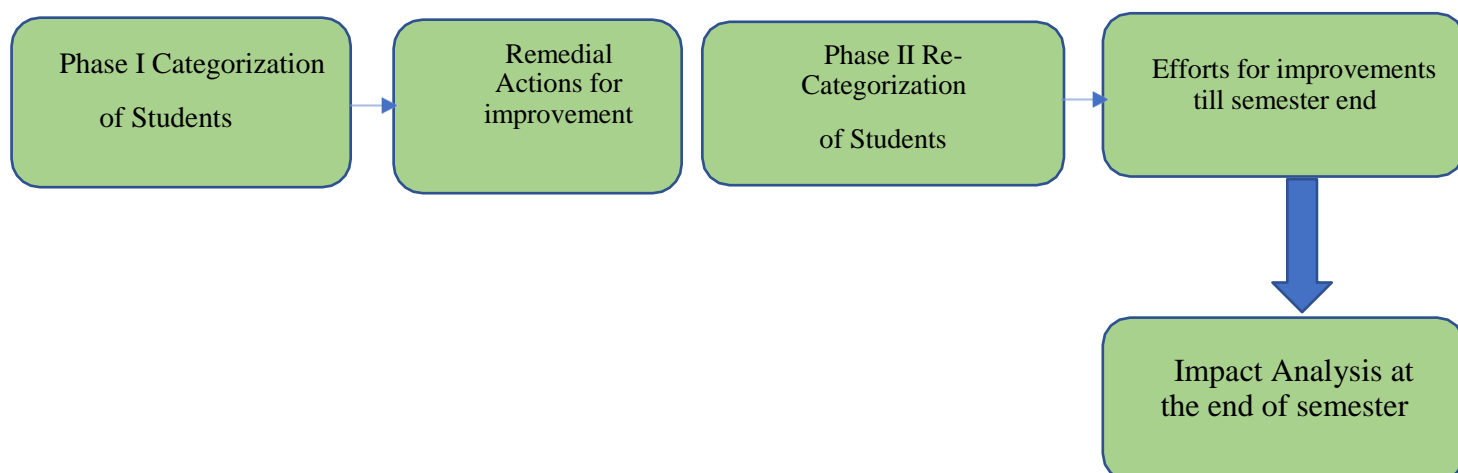 Phase I Categorization
of Students
Remedial
Actions for
improvement
Phase II Re-
Categorization
of Students
Efforts for improvements
till semester end
Impact Analysis at
the end of semester